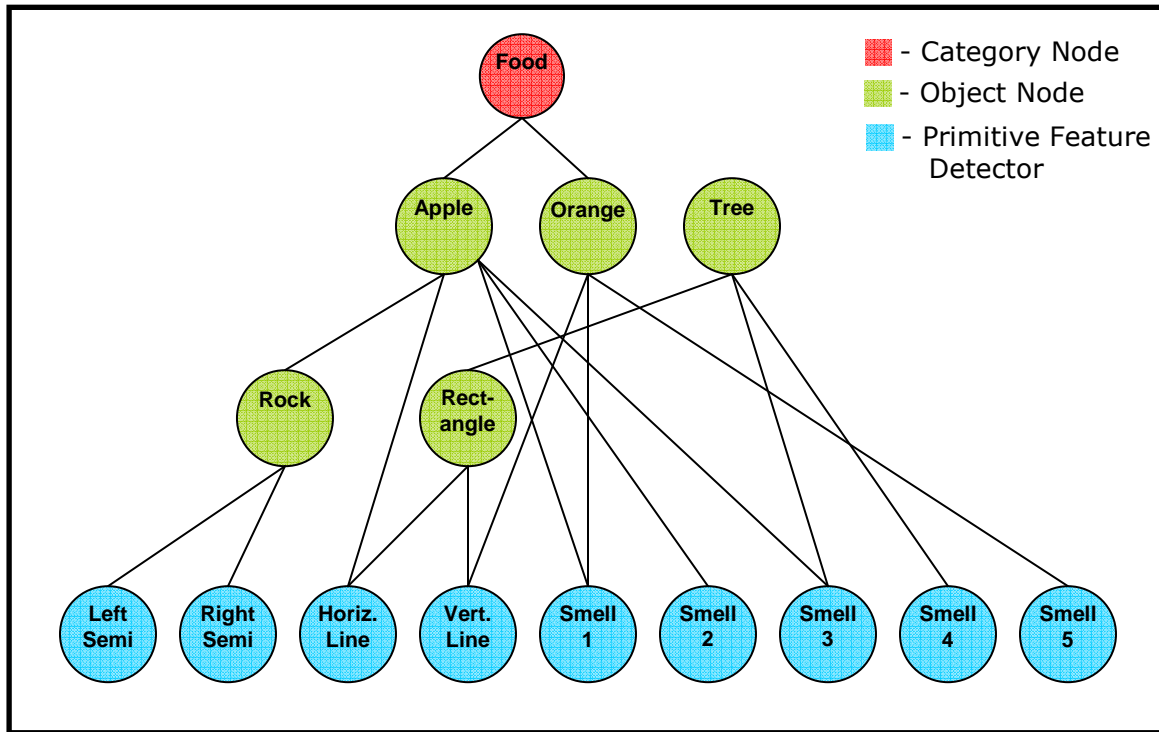 Food
- Category Node
- Object Node
- Primitive Feature
Detector
Apple
Orange
Tree
Rock
Rect-
angle
Left
Semi
Right
Semi
Horiz.
Line
Vert.
Line
Smell
1
Smell
2
Smell
3
Smell
4
Smell
5